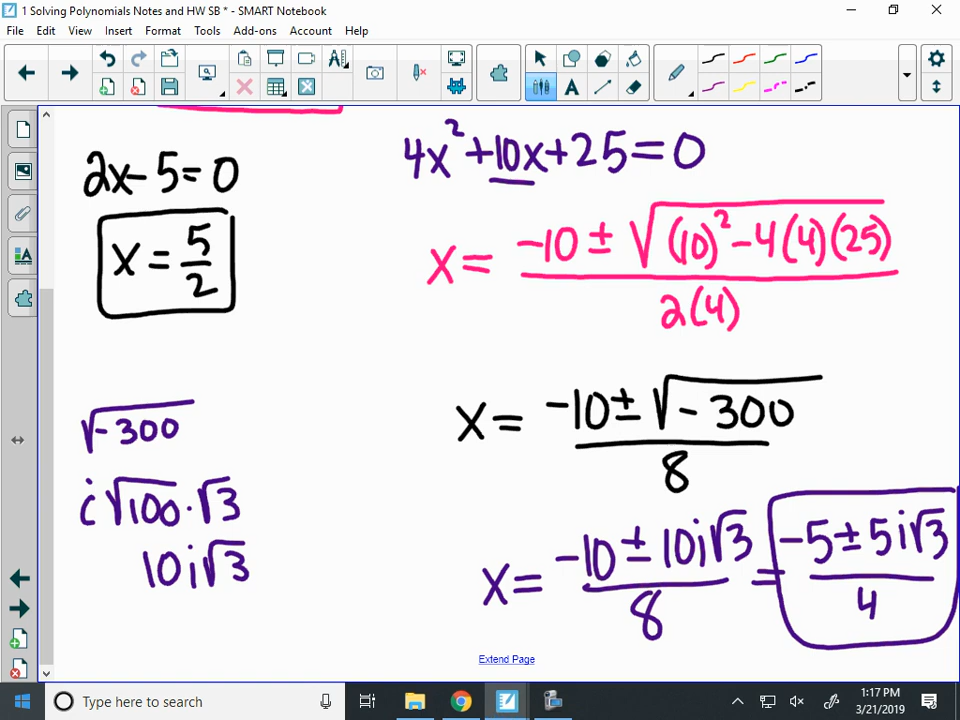 1 Solving Polynomials Notes and HW SB * - SMART Notebook
File Edit View Insert Format Tools Add-ons Account Help
2x-5=0
x = 5/2
4x²+10x+25=0
x = (-10 ± √((10)²-4(4)(25)))/(2(4))
x = (-10 ± √-300)/8
√-300
i√100·√3
10i√3
x = (-10 ± 10i√3)/8 = (-5 ± 5i√3)/4
Extend Page
Type here to search
1:17 PM
3/21/2019